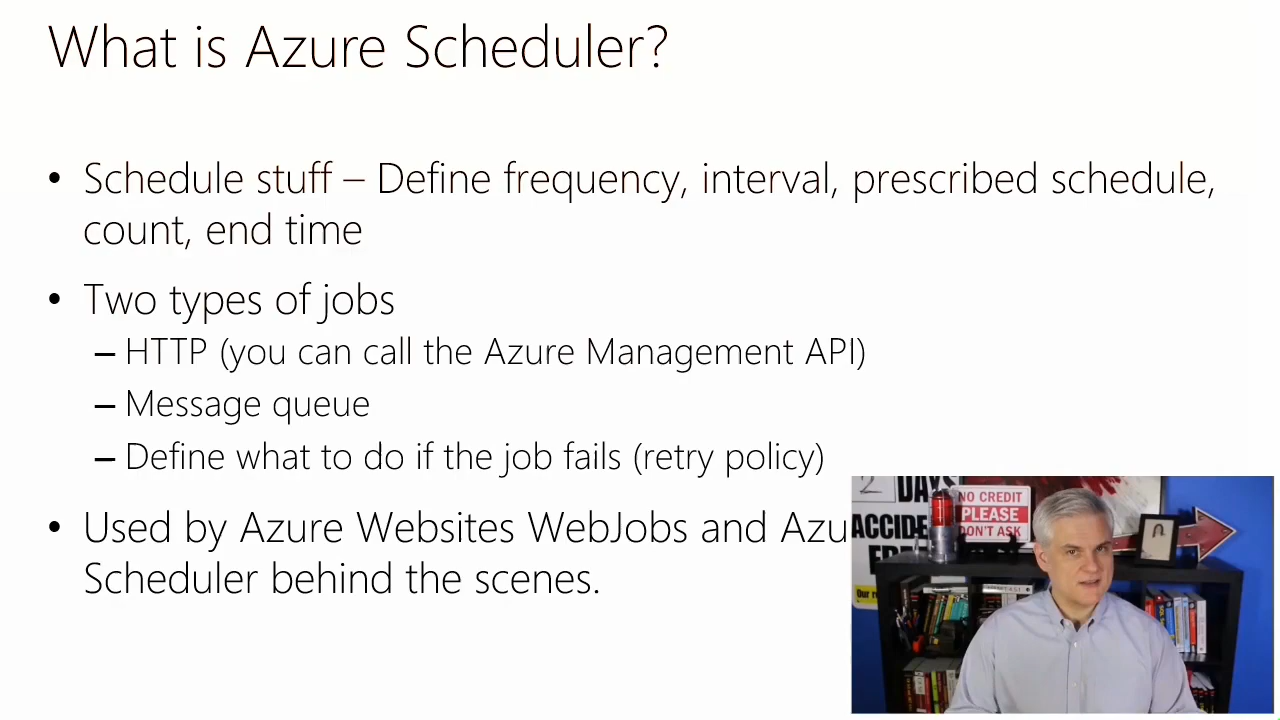 What is Azure Scheduler?
• Schedule stuff – Define frequency, interval, prescribed schedule,
count, end time
• Two types of jobs
– HTTP (you can call the Azure Management API)
– Message queue
– Define what to do if the job fails (retry policy)
• Used by Azure Websites WebJobs and Azu
Scheduler behind the scenes.
2 DAYS
ACCIDE
FREE
NO CREDIT
PLEASE
DON'T ASK